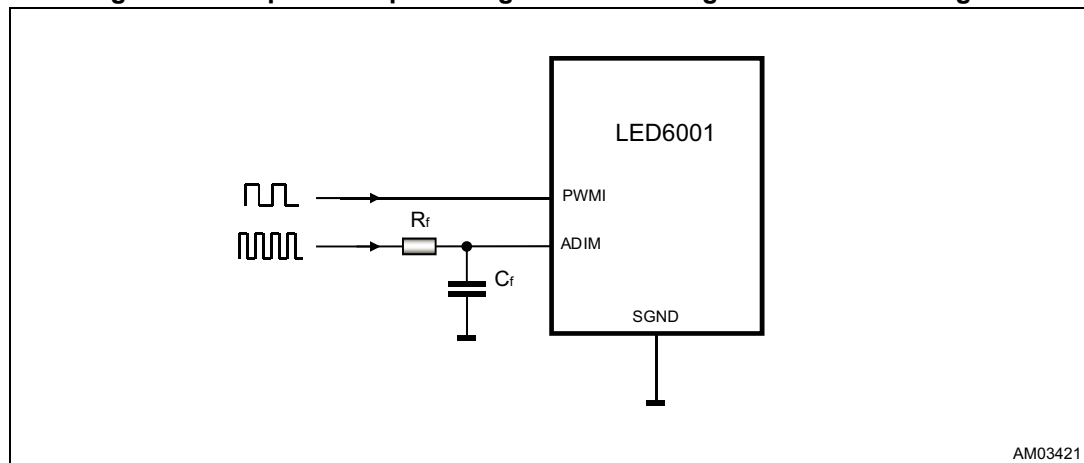 LED6001
PWMI
Rf
ADIM
Cf
SGND
AM03421